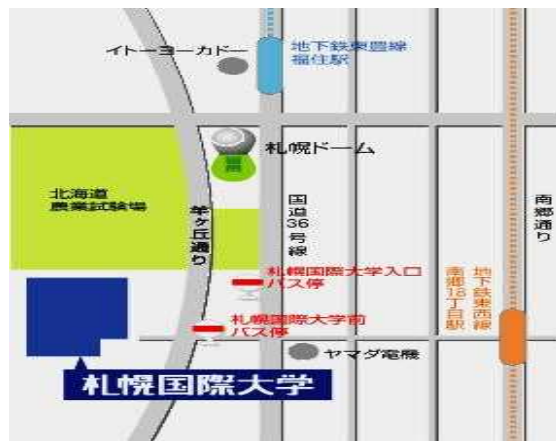 イトーヨーカドー
地下鉄東豊線
福住駅
札幌ドーム
北海道
農業試験場
羊ヶ丘通り
国道36号線
南郷通り
札幌国際大学入口
バス停
地下鉄東西線
南郷18丁目駅
札幌国際大学前
バス停
ヤマダ電機
札幌国際大学